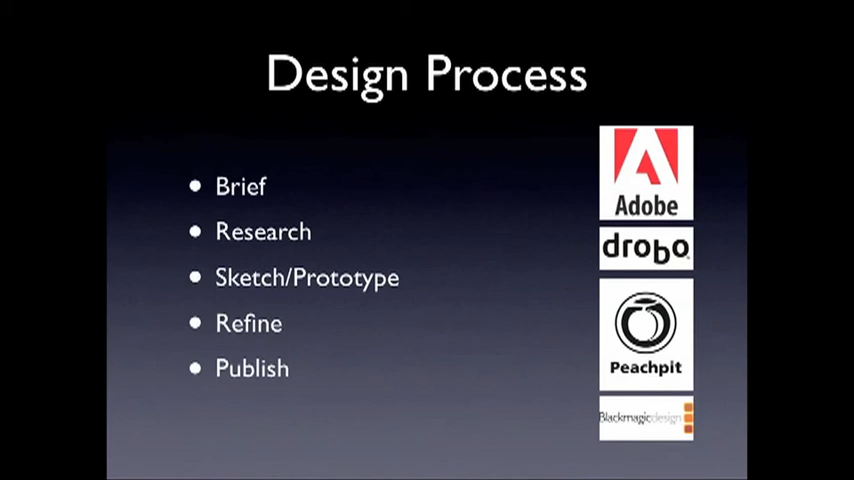 Design Process
Brief
Research
Sketch/Prototype
Refine
Publish
Adobe
drobo
Peachpit
Blackmagicdesign